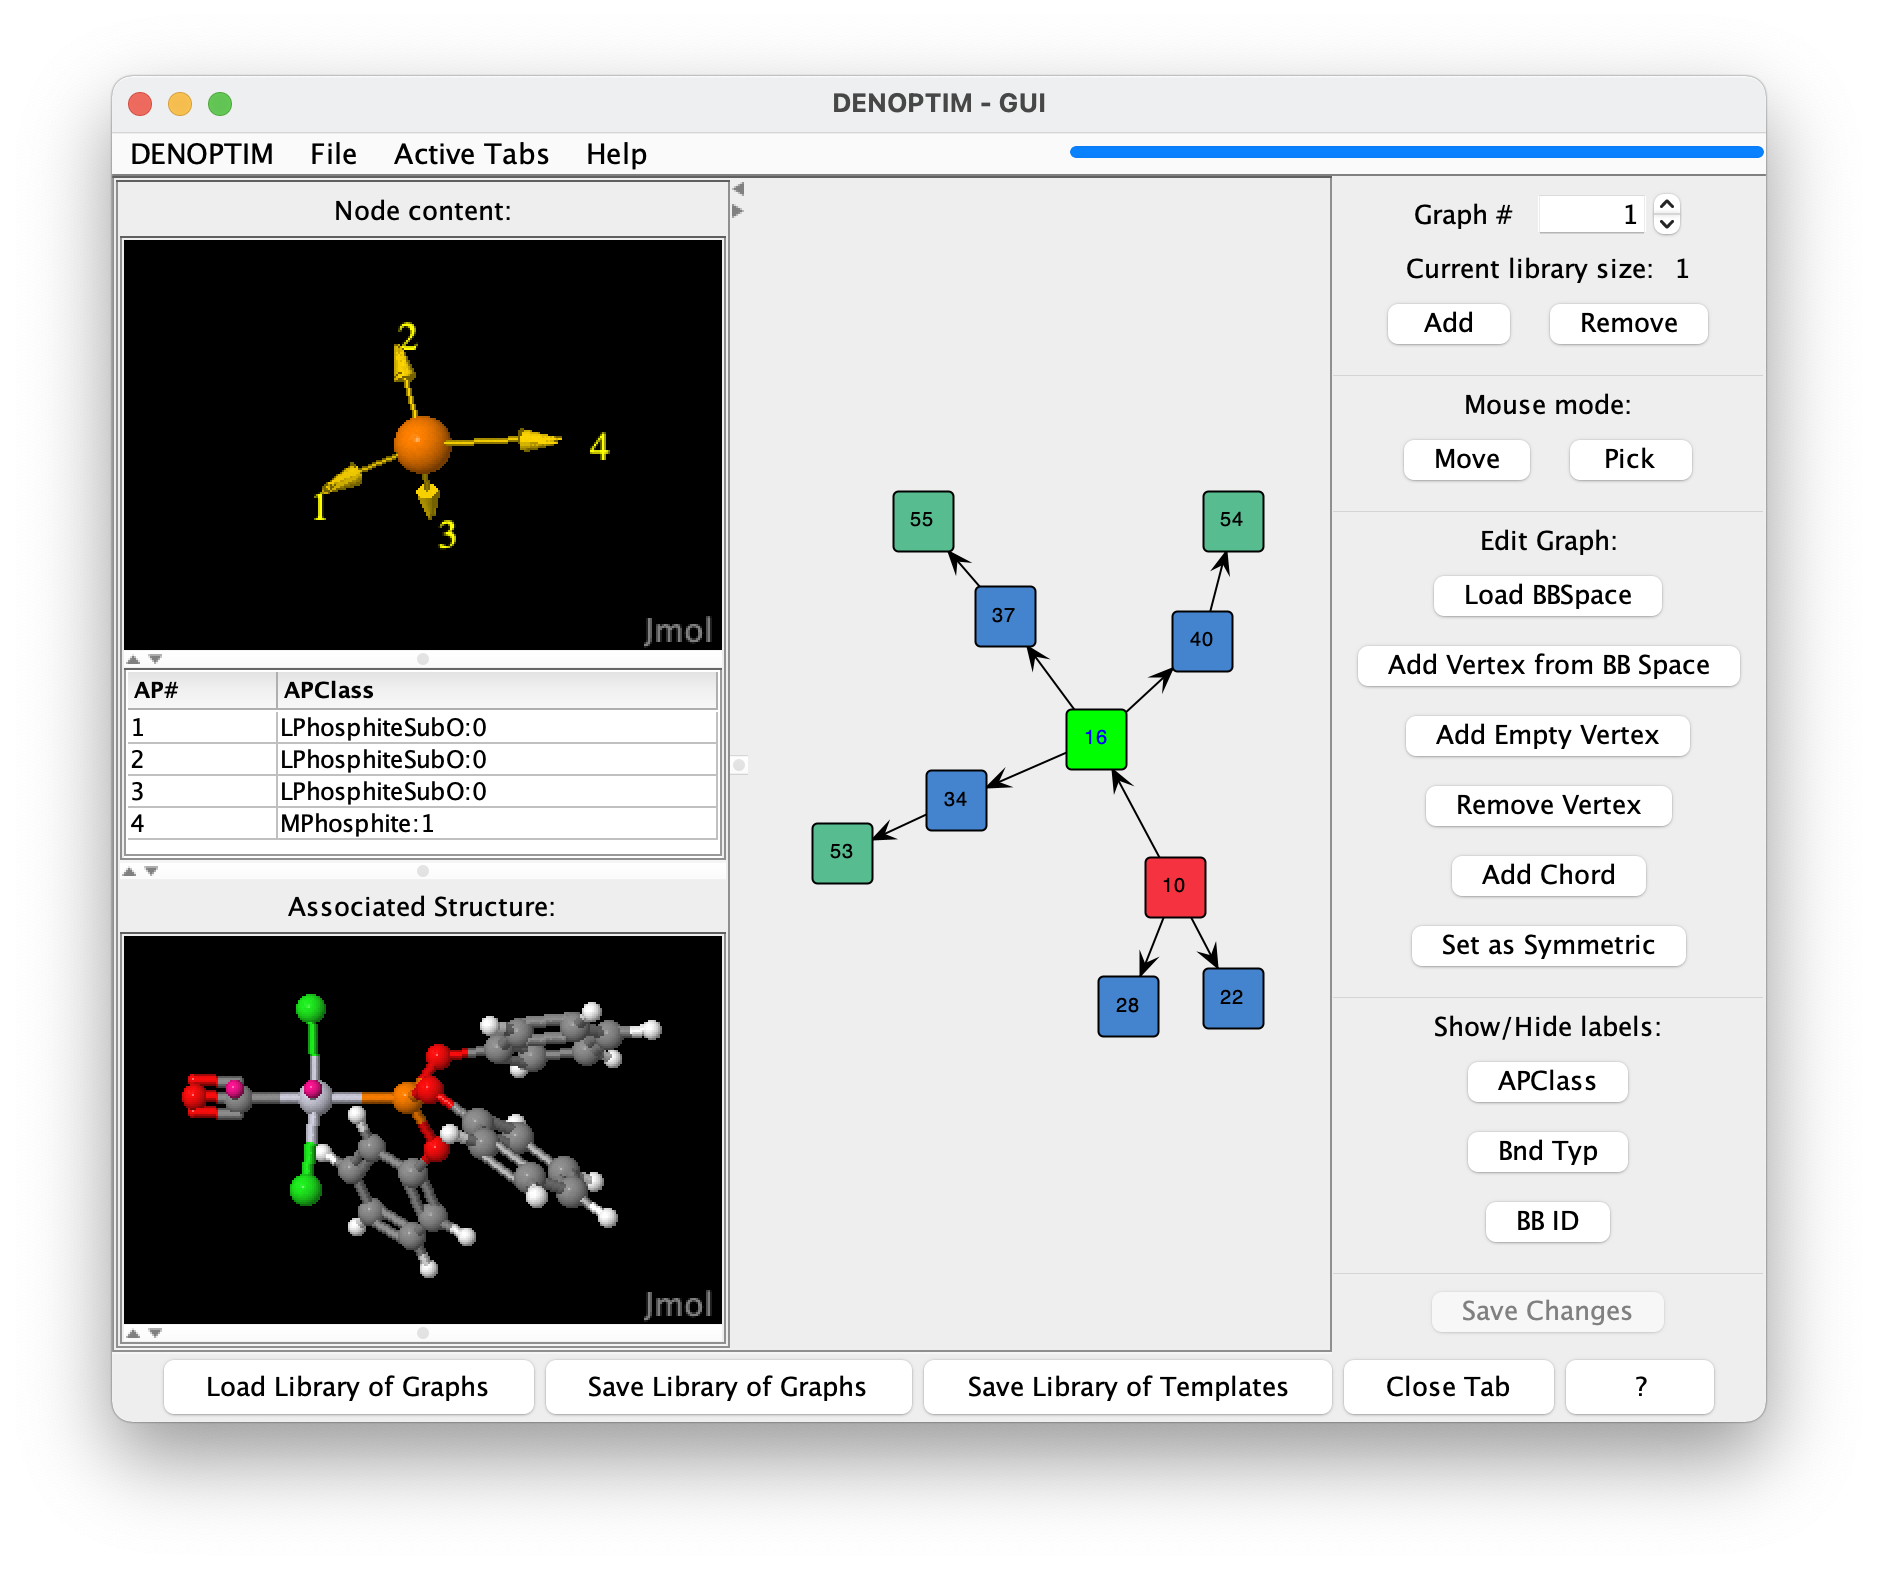 DENOPTIM - GUI
DENOPTIM File Active Tabs Help
Node content:
2
4
1
3
Jmol
AP# APClass
1 LPhosphiteSubO:0
2 LPhosphiteSubO:0
3 LPhosphiteSubO:0
4 MPhosphite:1
Associated Structure:
Jmol
55
54
37
40
16
34
53
10
28
22
Graph # 1
Current library size: 1
Add Remove
Mouse mode:
Move Pick
Edit Graph:
Load BBSpace
Add Vertex from BB Space
Add Empty Vertex
Remove Vertex
Add Chord
Set as Symmetric
Show/Hide labels:
APClass
Bnd Typ
BB ID
Save Changes
Load Library of Graphs Save Library of Graphs Save Library of Templates Close Tab ?